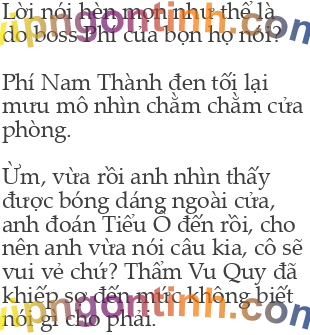 Lời nói hèn mọn như thế là
do boss Phí của bọn họ nói?
Phí Nam Thành đen tối lại
mưu mô nhìn chằm chằm cửa
phòng.
Ừm, vừa rồi anh nhìn thấy
được bóng dáng ngoài cửa,
anh đoán Tiểu Ô đến rồi, cho
nên anh vừa nói câu kia, cô sẽ
vui vẻ chứ? Thẩm Vu Quy đã
khiếp sợ đến mức không biết
nói gì cho phải.